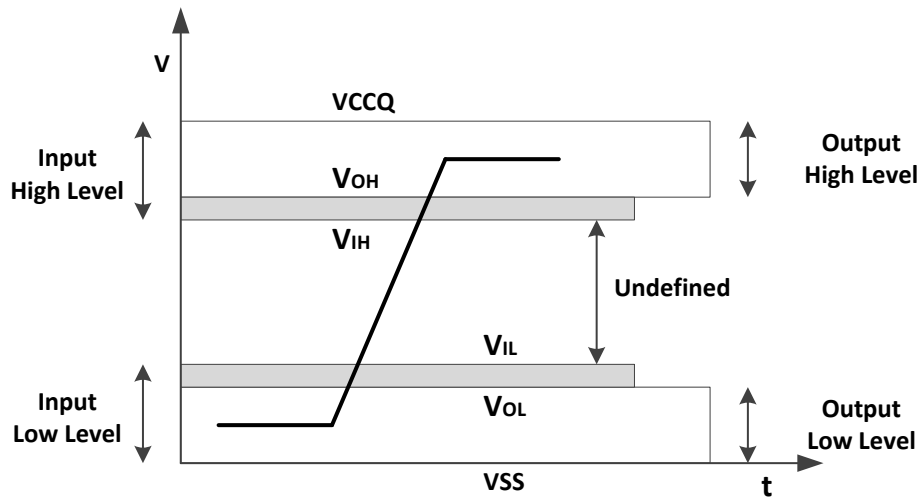 V
VCCQ
Input
High Level
Output
High Level
VOH
VIH
Undefined
VIL
Input
Low Level
VOL
Output
Low Level
VSS
t